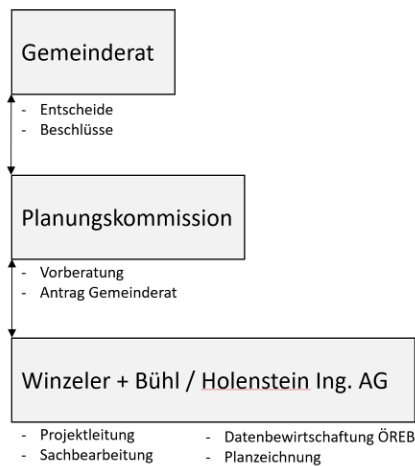 Gemeinderat
- Entscheide
- Beschlüsse
Planungskommission
- Vorberatung
- Antrag Gemeinderat
Winzeler + Bühl / Holenstein Ing. AG
- Projektleitung
- Sachbearbeitung
- Datenbewirtschaftung ÖREB
- Planzeichnung